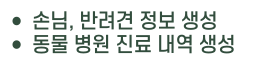 • 손님, 반려견 정보 생성
• 동물 병원 진료 내역 생성